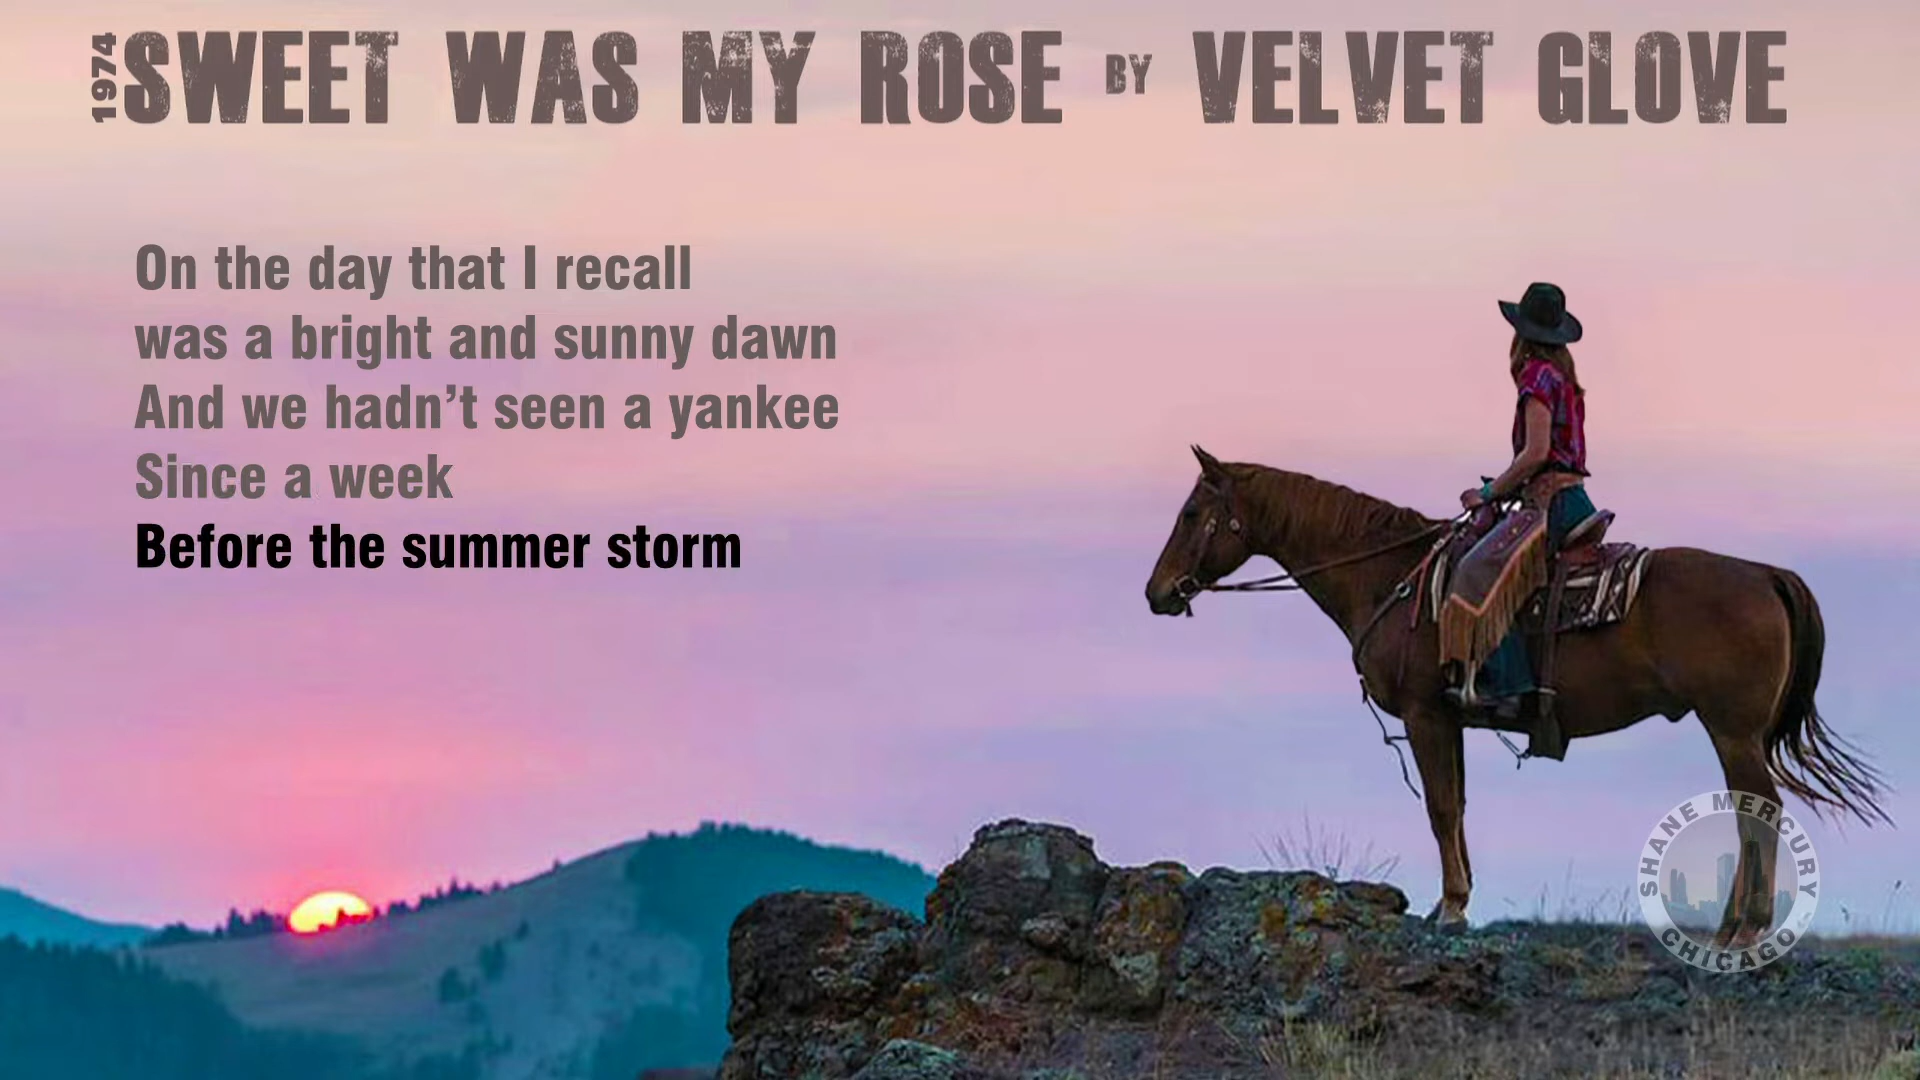 1974 SWEET WAS MY ROSE BY VELVET GLOVE
On the day that I recall
was a bright and sunny dawn
And we hadn’t seen a yankee
Since a week
Before the summer storm
SHANE MERCURY
CHICAGO